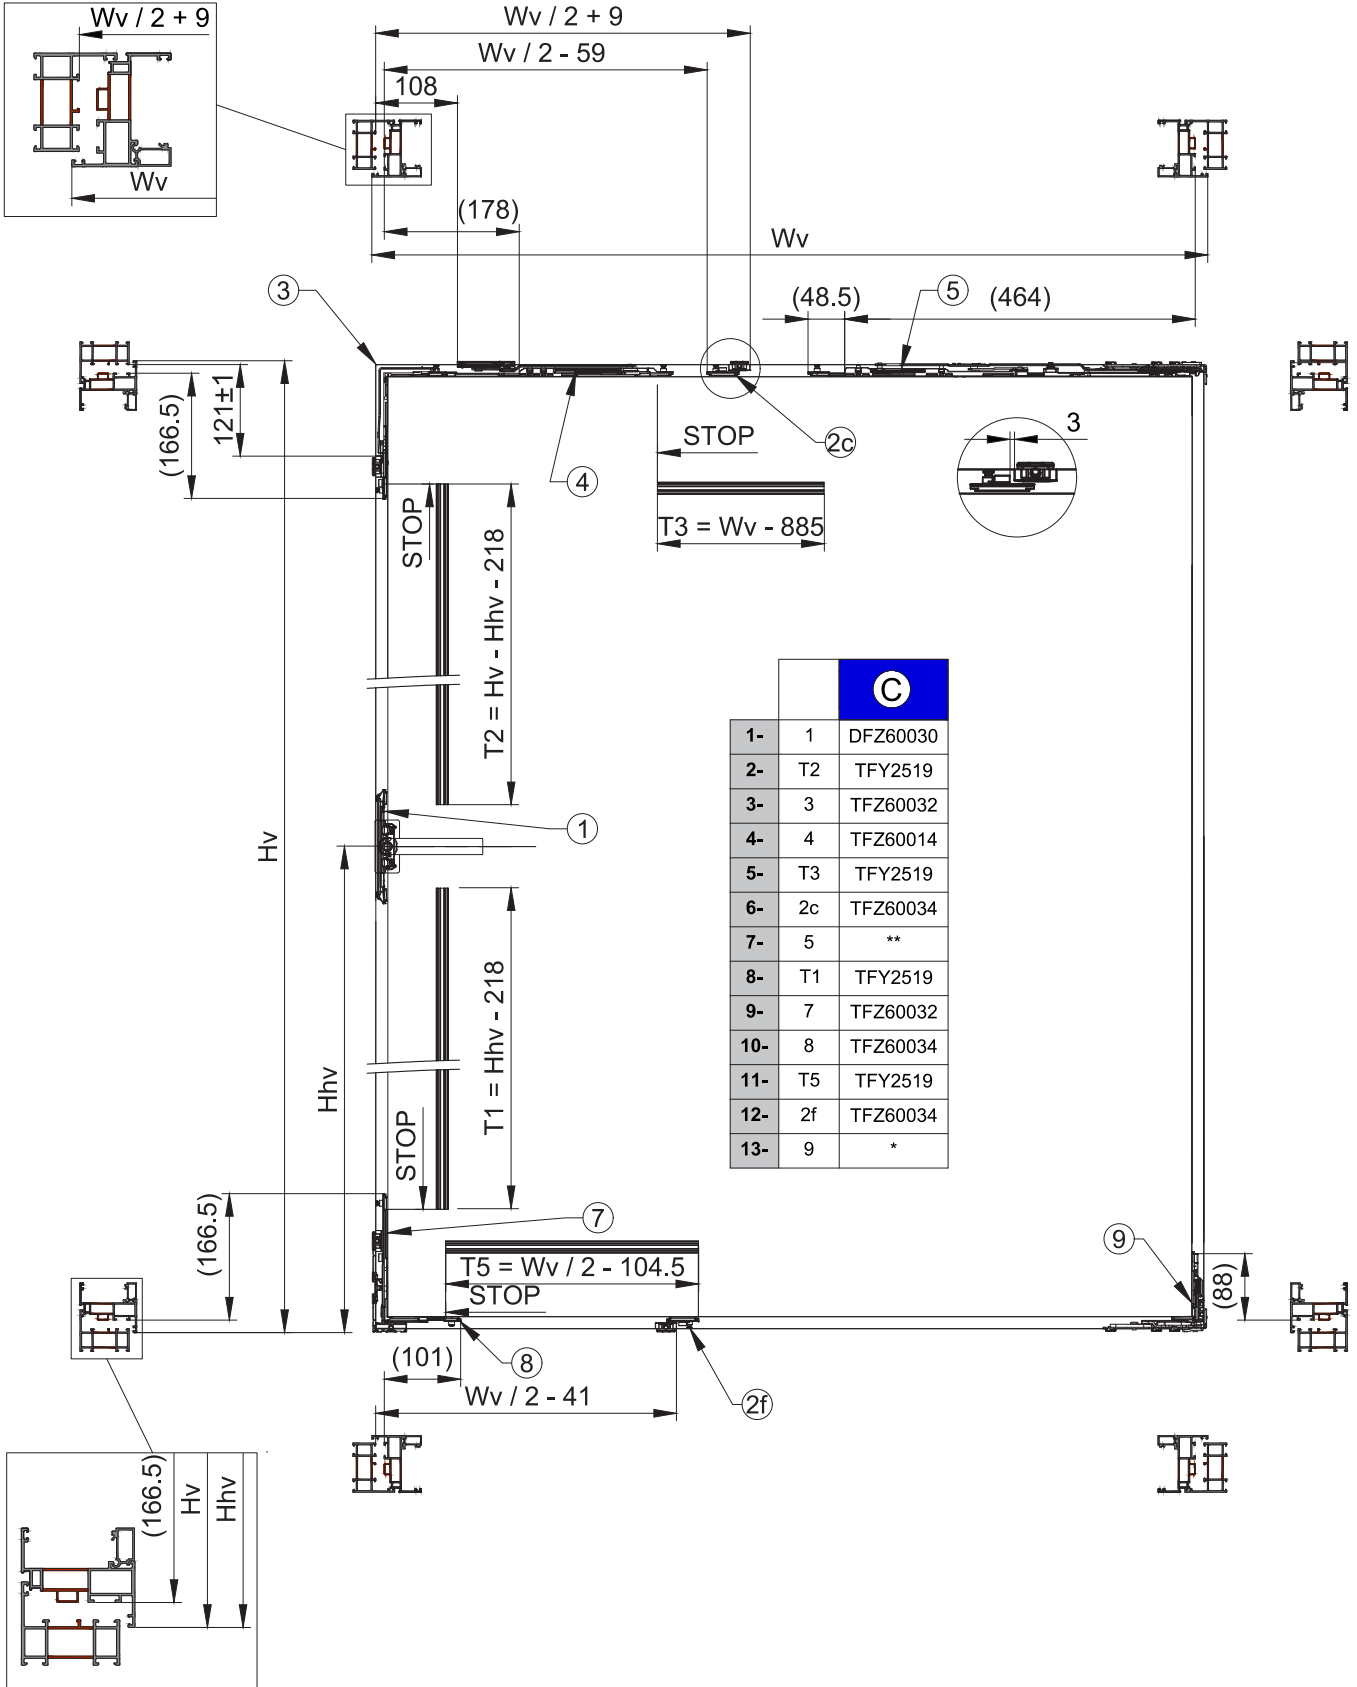 Wv / 2 + 9
Wv
Wv / 2 + 9
Wv / 2 - 59
108
(178)
Wv
3
(48.5)
5
(464)
121±1
(166.5)
STOP
2c
3
4
STOP
T3 = Wv - 885
T2 = Hv - Hhv - 218
C
1- 1 DFZ60030
2- T2 TFY2519
3- 3 TFZ60032
4- 4 TFZ60014
5- T3 TFY2519
6- 2c TFZ60034
7- 5 **
8- T1 TFY2519
9- 7 TFZ60032
10- 8 TFZ60034
11- T5 TFY2519
12- 2f TFZ60034
13- 9 *
1
Hv
Hhv
T1 = Hhv - 218
STOP
(166.5)
7
9
(88)
T5 = Wv / 2 - 104.5
STOP
(101)
8
Wv / 2 - 41
2f
(166.5)
Hv
Hhv